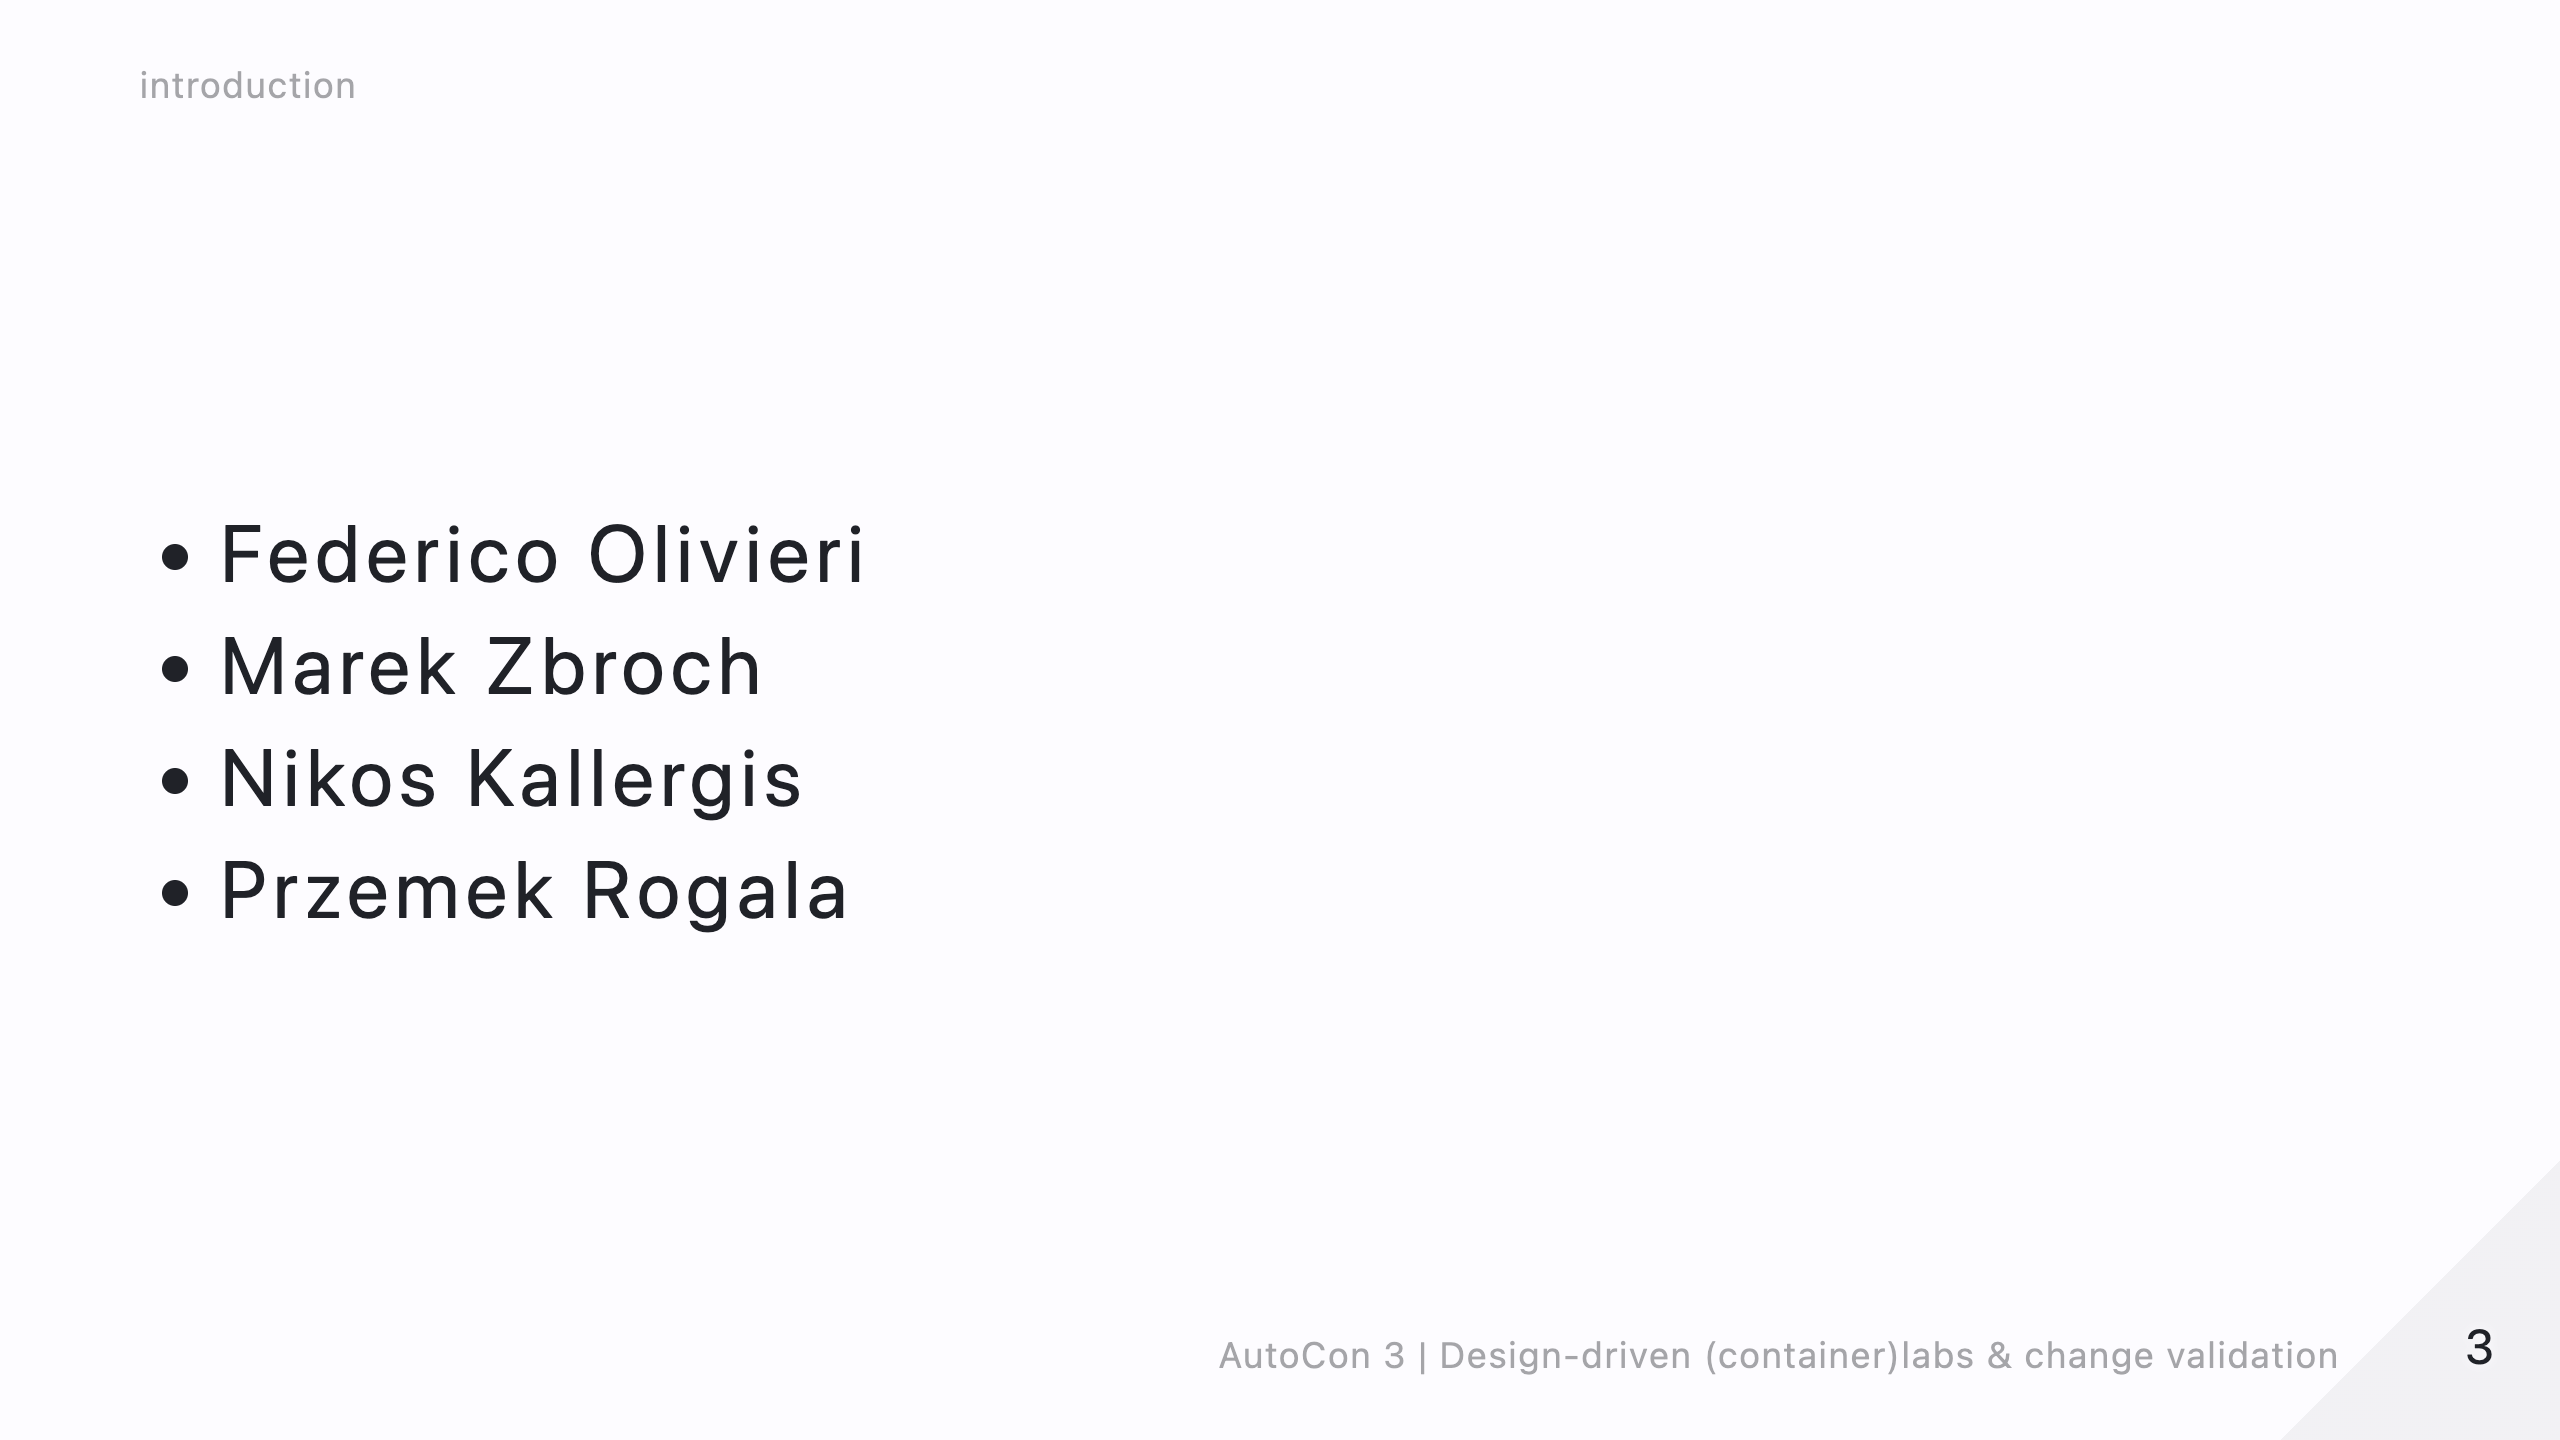 introduction
• Federico Olivieri
• Marek Zbroch
• Nikos Kallergis
• Przemek Rogala
AutoCon 3 | Design-driven (container)labs & change validation
3